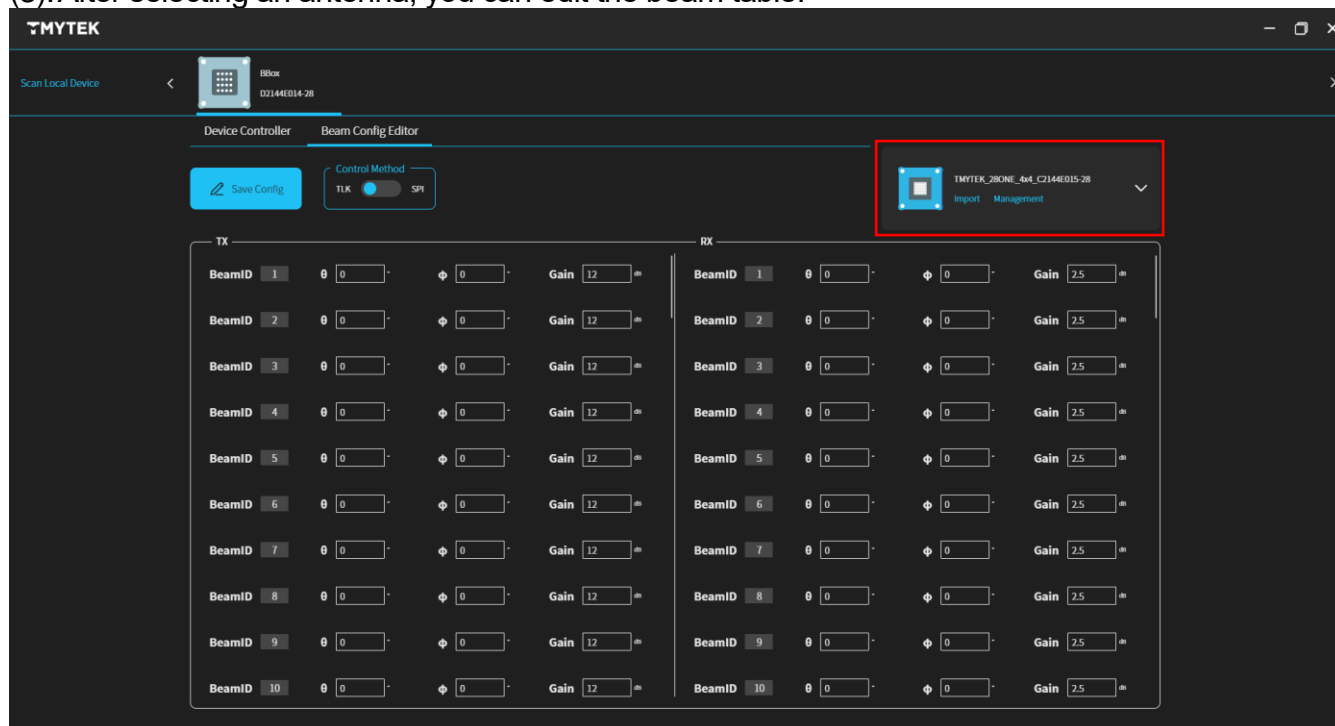 (3). After selecting an antenna, you can edit the beam table.
TMYTEK
Scan Local Device
BBox
D2144E014-28
Device Controller Beam Config Editor
Save Config
Control Method
TLK SPI
TMYTEK_28ONE_4x4_C2144E015-28
Import Management
TX RX
BeamID 1 θ 0 ° ϕ 0 ° Gain 12 dB BeamID 1 θ 0 ° ϕ 0 ° Gain 2.5 dB
BeamID 2 θ 0 ° ϕ 0 ° Gain 12 dB BeamID 2 θ 0 ° ϕ 0 ° Gain 2.5 dB
BeamID 3 θ 0 ° ϕ 0 ° Gain 12 dB BeamID 3 θ 0 ° ϕ 0 ° Gain 2.5 dB
BeamID 4 θ 0 ° ϕ 0 ° Gain 12 dB BeamID 4 θ 0 ° ϕ 0 ° Gain 2.5 dB
BeamID 5 θ 0 ° ϕ 0 ° Gain 12 dB BeamID 5 θ 0 ° ϕ 0 ° Gain 2.5 dB
BeamID 6 θ 0 ° ϕ 0 ° Gain 12 dB BeamID 6 θ 0 ° ϕ 0 ° Gain 2.5 dB
BeamID 7 θ 0 ° ϕ 0 ° Gain 12 dB BeamID 7 θ 0 ° ϕ 0 ° Gain 2.5 dB
BeamID 8 θ 0 ° ϕ 0 ° Gain 12 dB BeamID 8 θ 0 ° ϕ 0 ° Gain 2.5 dB
BeamID 9 θ 0 ° ϕ 0 ° Gain 12 dB BeamID 9 θ 0 ° ϕ 0 ° Gain 2.5 dB
BeamID 10 θ 0 ° ϕ 0 ° Gain 12 dB BeamID 10 θ 0 ° ϕ 0 ° Gain 2.5 dB